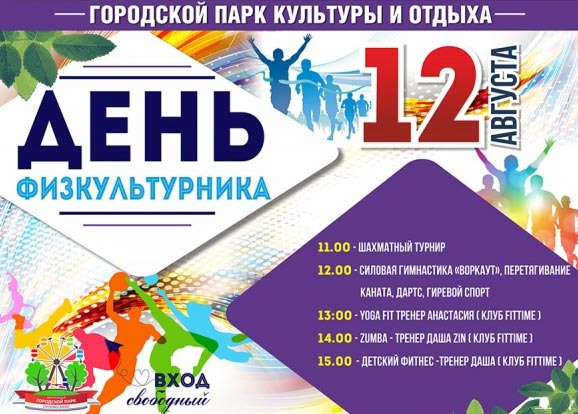 ГОРОДСКОЙ ПАРК КУЛЬТУРЫ И ОТДЫХА
ДЕНЬ
ФИЗКУЛЬТУРНИКА
12 АВГУСТА
11.00 - ШАХМАТНЫЙ ТУРНИР
12.00 - СИЛОВАЯ ГИМНАСТИКА «ВОРКАУТ», ПЕРЕТЯГИВАНИЕ
КАНАТА, ДАРТС, ГИРЕВОЙ СПОРТ
13:00 - YOGA FIT ТРЕНЕР АНАСТАСИЯ ( КЛУБ FITTIME )
14.00 - ZUMBA - ТРЕНЕР ДАША ZIN ( КЛУБ FITTIME )
15.00 - ДЕТСКИЙ ФИТНЕС -ТРЕНЕР ДАША ( КЛУБ FITTIME )
ВХОД
свободный
ГОРОДСКОЙ ПАРК